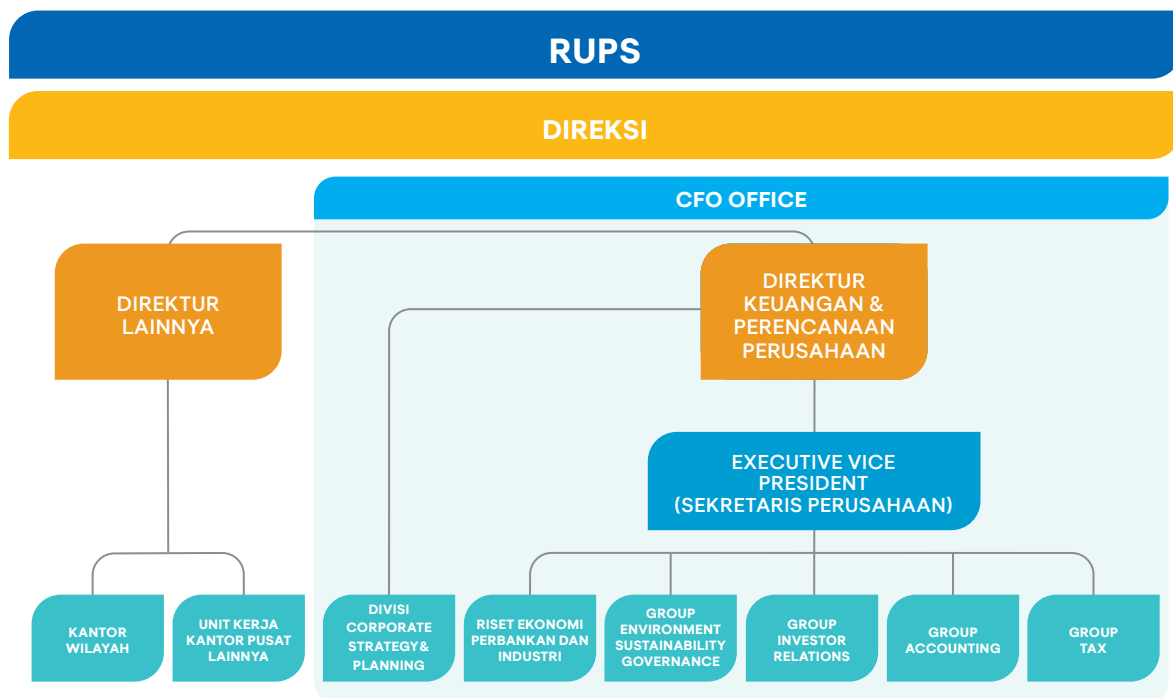 RUPS
DIREKSI
CFO OFFICE
DIREKTUR
LAINNYA
DIREKTUR
KEUANGAN &
PERENCANAAN
PERUSAHAAN
EXECUTIVE VICE
PRESIDENT
(SEKRETARIS PERUSAHAAN)
KANTOR
WILAYAH
UNIT KERJA
KANTOR PUSAT
LAINNYA
DIVISI
CORPORATE
STRATEGY&
PLANNING
RISET EKONOMI
PERBANKAN DAN
INDUSTRI
GROUP
ENVIRONMENT
SUSTAINABILITY
GOVERNANCE
GROUP
INVESTOR
RELATIONS
GROUP
ACCOUNTING
GROUP
TAX